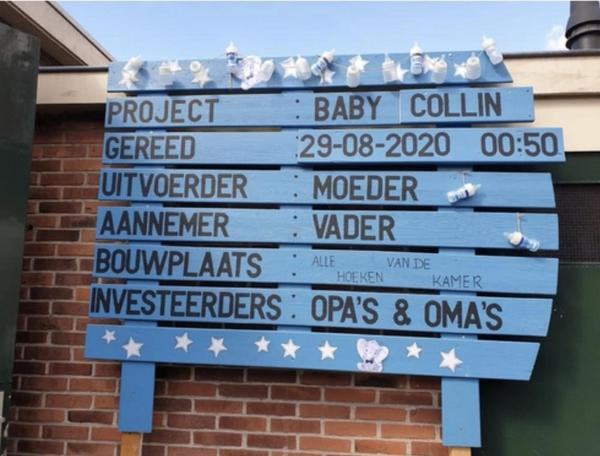 PROJECT : BABY COLLIN
GEREED 29-08-2020 00:50
UITVOERDER : MOEDER
AANNEMER : VADER
BOUWPLAATS : ALLE VAN DE
HOEKEN KAMER
INVESTEERDERS : OPA'S & OMA'S